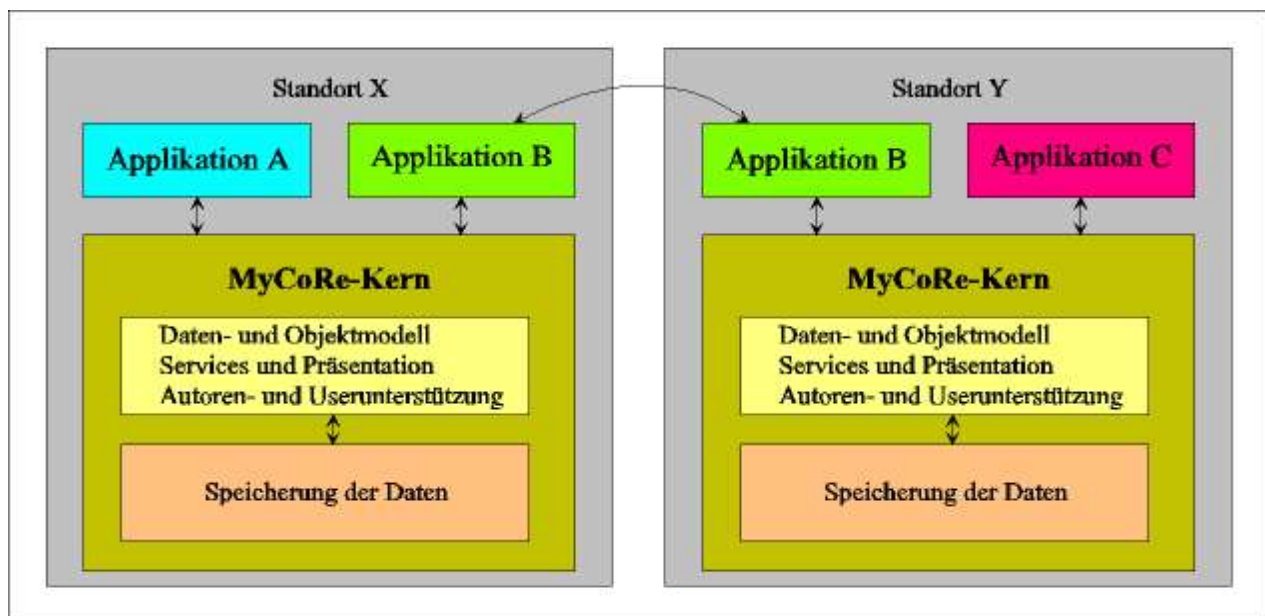 Standort X
Applikation A
Applikation B
MyCoRe-Kern
Daten- und Objektmodell
Services und Präsentation
Autoren- und Userunterstützung
Speicherung der Daten
Standort Y
Applikation B
Applikation C
MyCoRe-Kern
Daten- und Objektmodell
Services und Präsentation
Autoren- und Userunterstützung
Speicherung der Daten